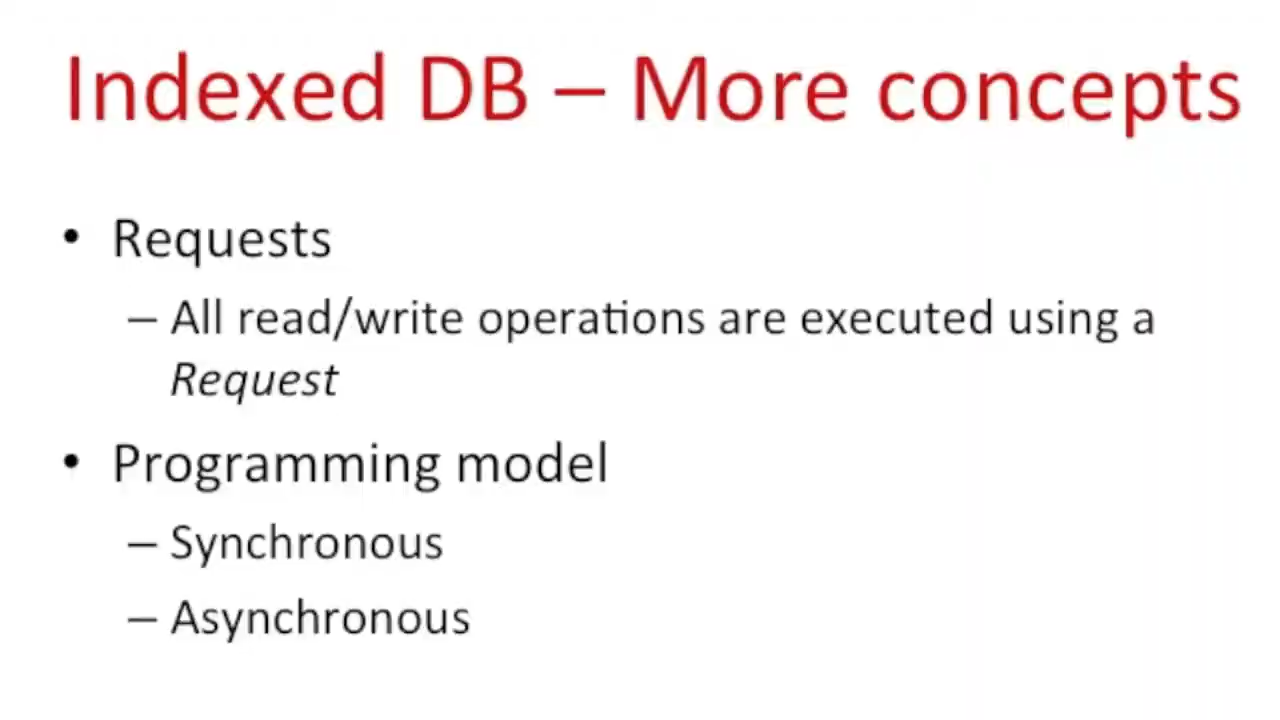 Indexed DB – More concepts
• Requests
– All read/write operations are executed using a
Request
• Programming model
– Synchronous
– Asynchronous